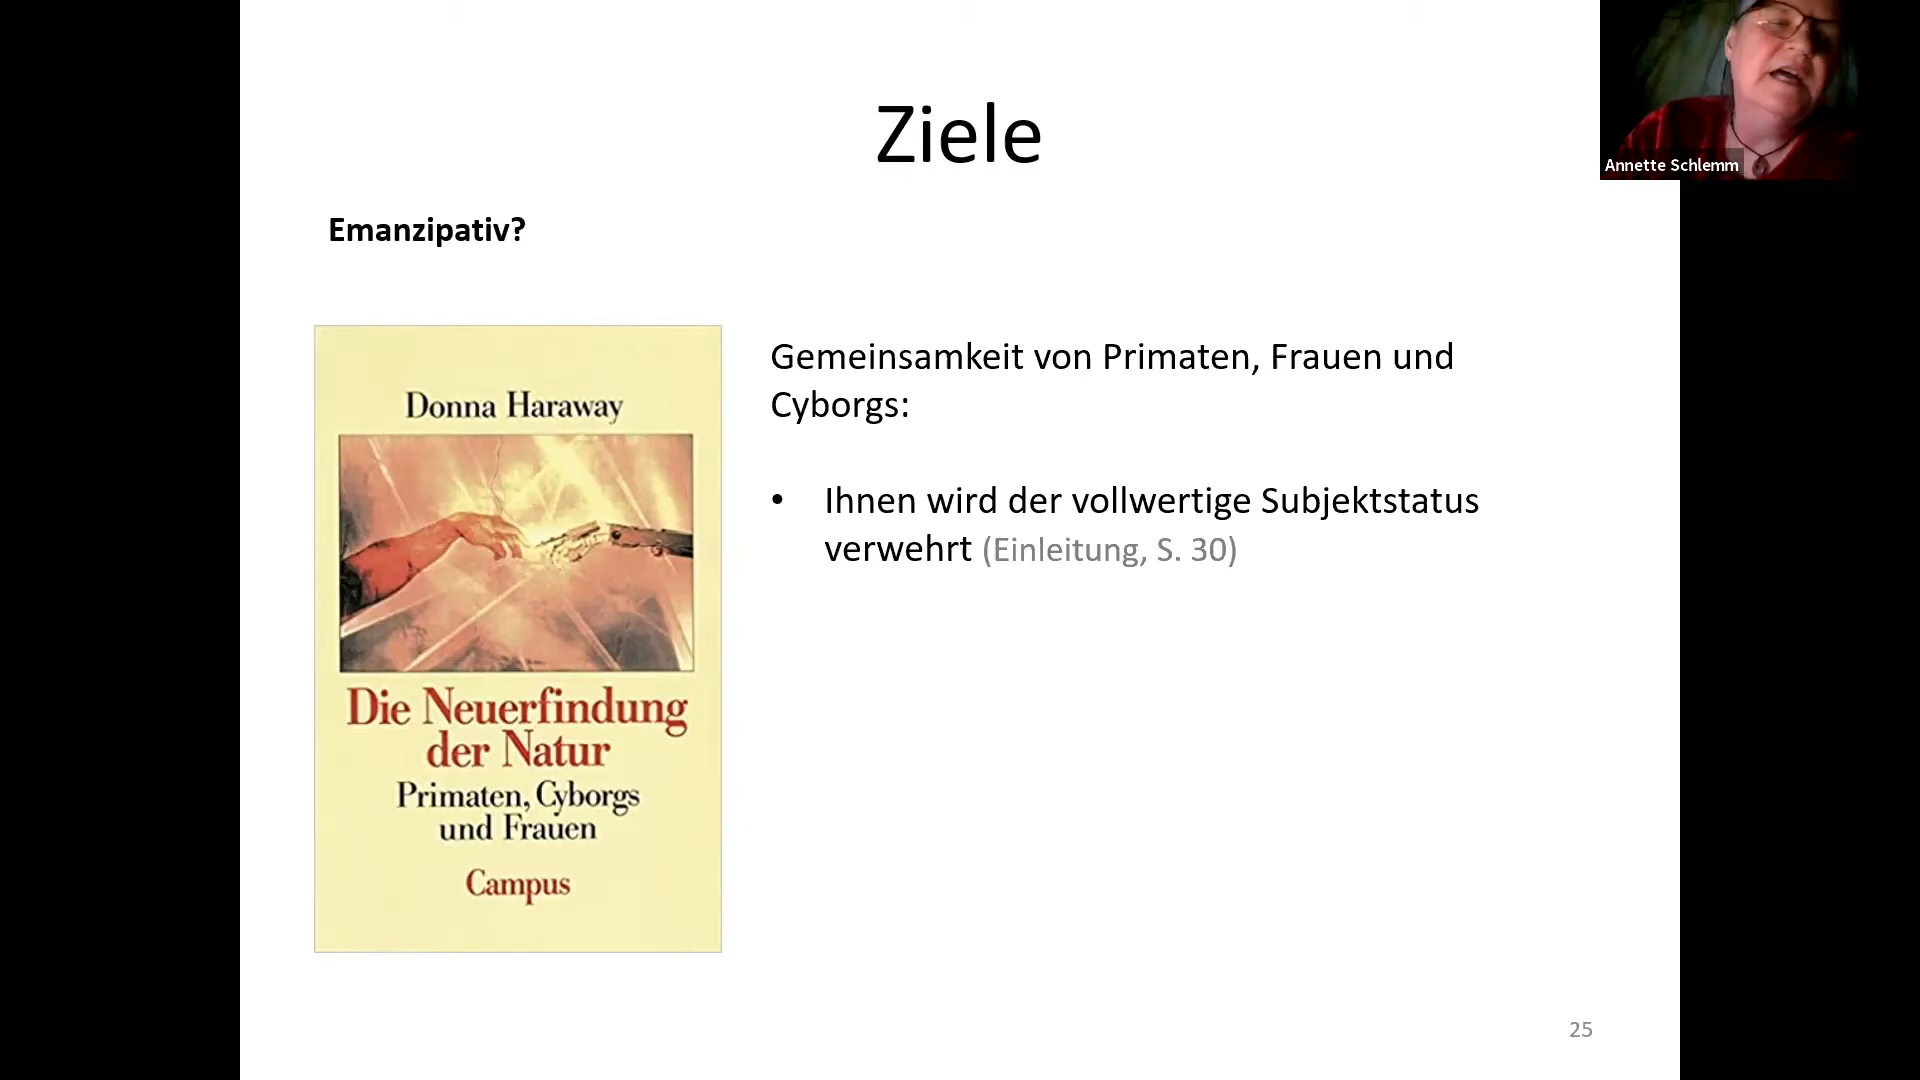 Ziele
Annette Schlemm
Emanzipativ?
Donna Haraway
Die Neuerfindung
der Natur
Primaten, Cyborgs
und Frauen
Campus
Gemeinsamkeit von Primaten, Frauen und
Cyborgs:
• Ihnen wird der vollwertige Subjektstatus
verwehrt (Einleitung, S. 30)
25